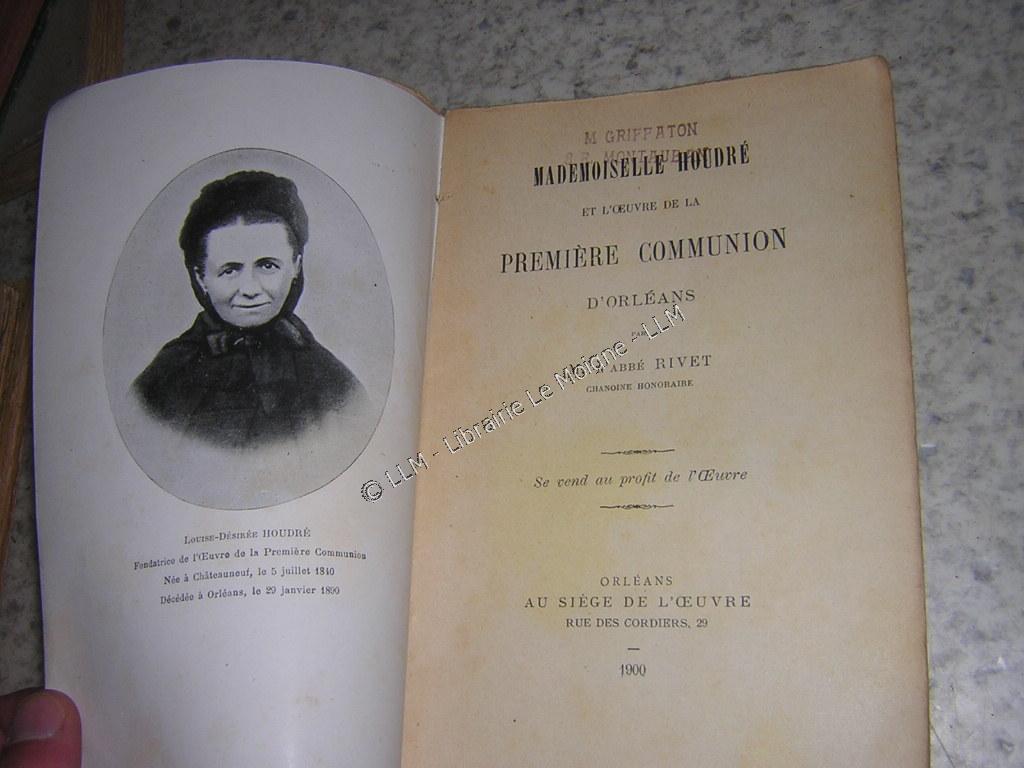 Louise-Désirée HOUDRÉ
Fondatrice de l'Œuvre de la Première Communion
Née à Châteauneuf, le 5 juillet 1840
Décédée à Orléans, le 29 janvier 1890
M GRIFFATON
MONTAUBAN
MADEMOISELLE HOUDRÉ
ET L'ŒUVRE DE LA
PREMIÈRE COMMUNION
D'ORLÉANS
PAR
ABBÉ RIVET
CHANOINE HONORAIRE
Se vend au profit de l'Œuvre
ORLÉANS
AU SIÈGE DE L'ŒUVRE
RUE DES CORDIERS, 29
1900
© LLM - Librairie Le Moigne - LLM